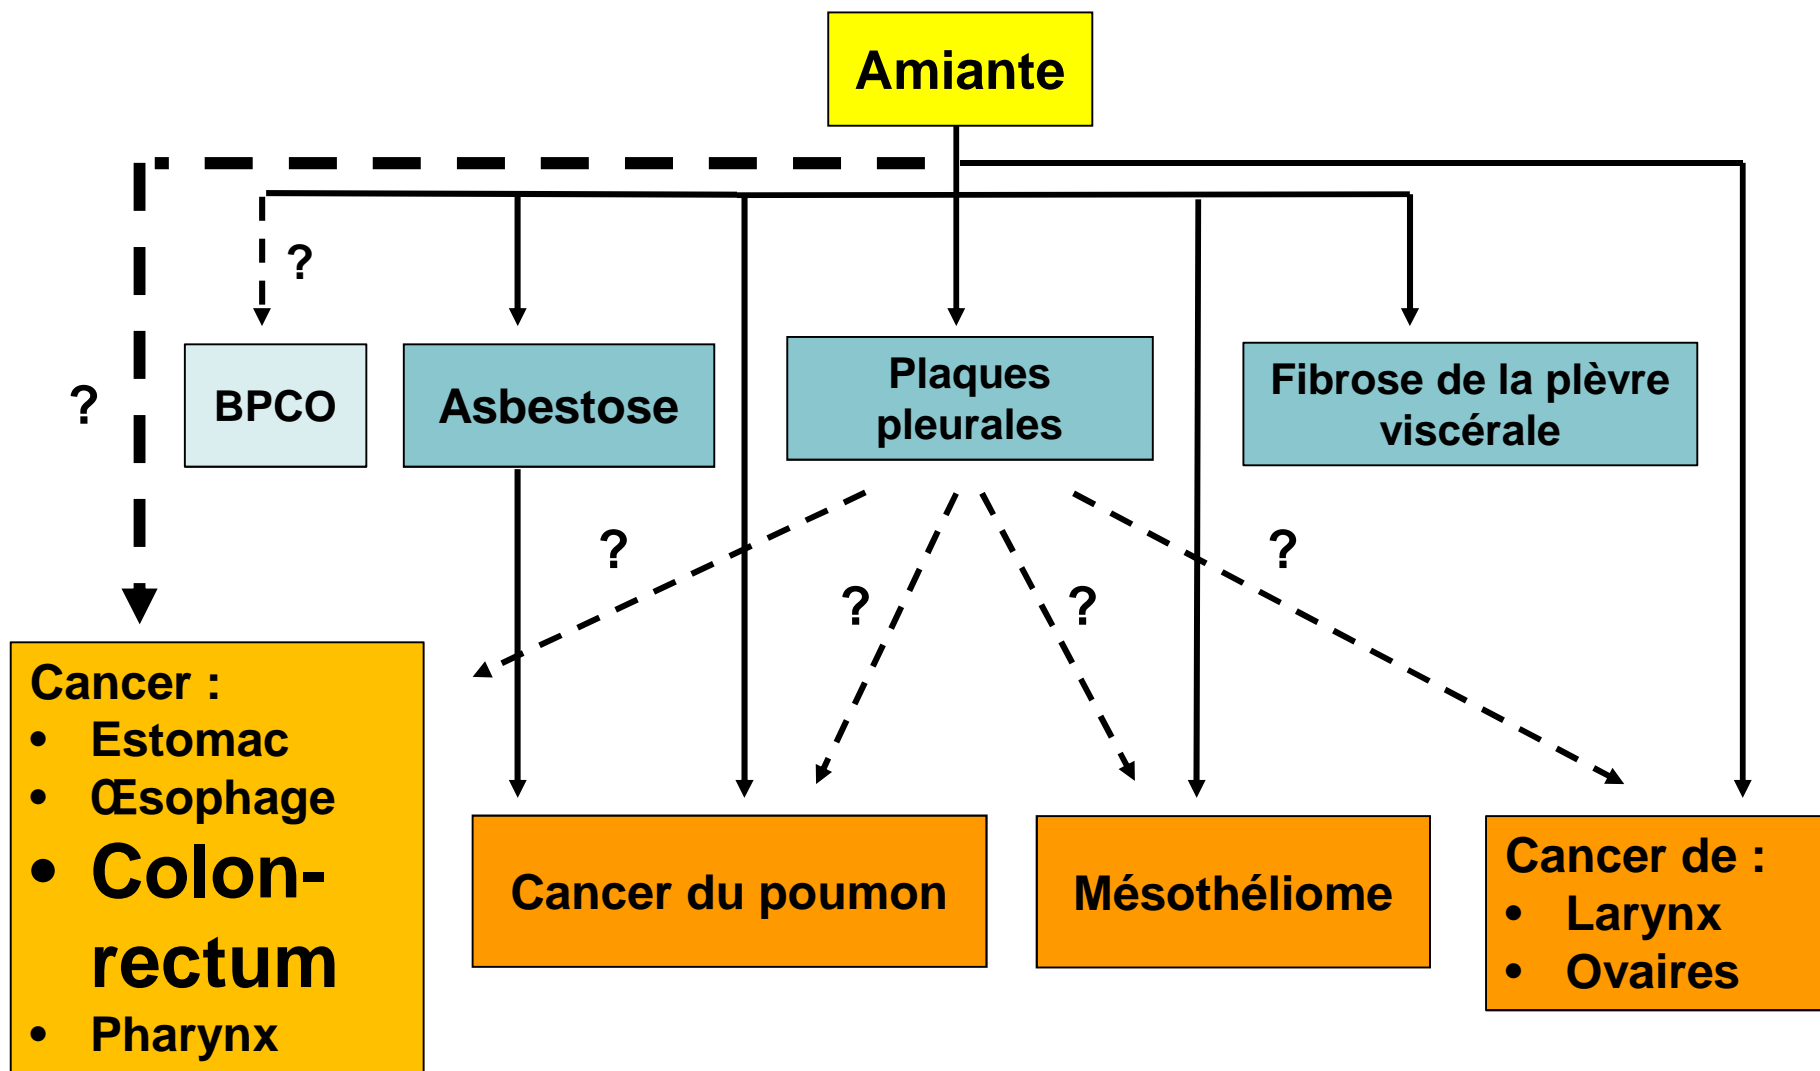 Amiante
?
?
BPCO
Asbestose
Plaques
pleurales
Fibrose de la plèvre
viscérale
?
?
?
?
Cancer :
• Estomac
• Œsophage
• Colon-
rectum
• Pharynx
Cancer du poumon
Mésothéliome
Cancer de :
• Larynx
• Ovaires